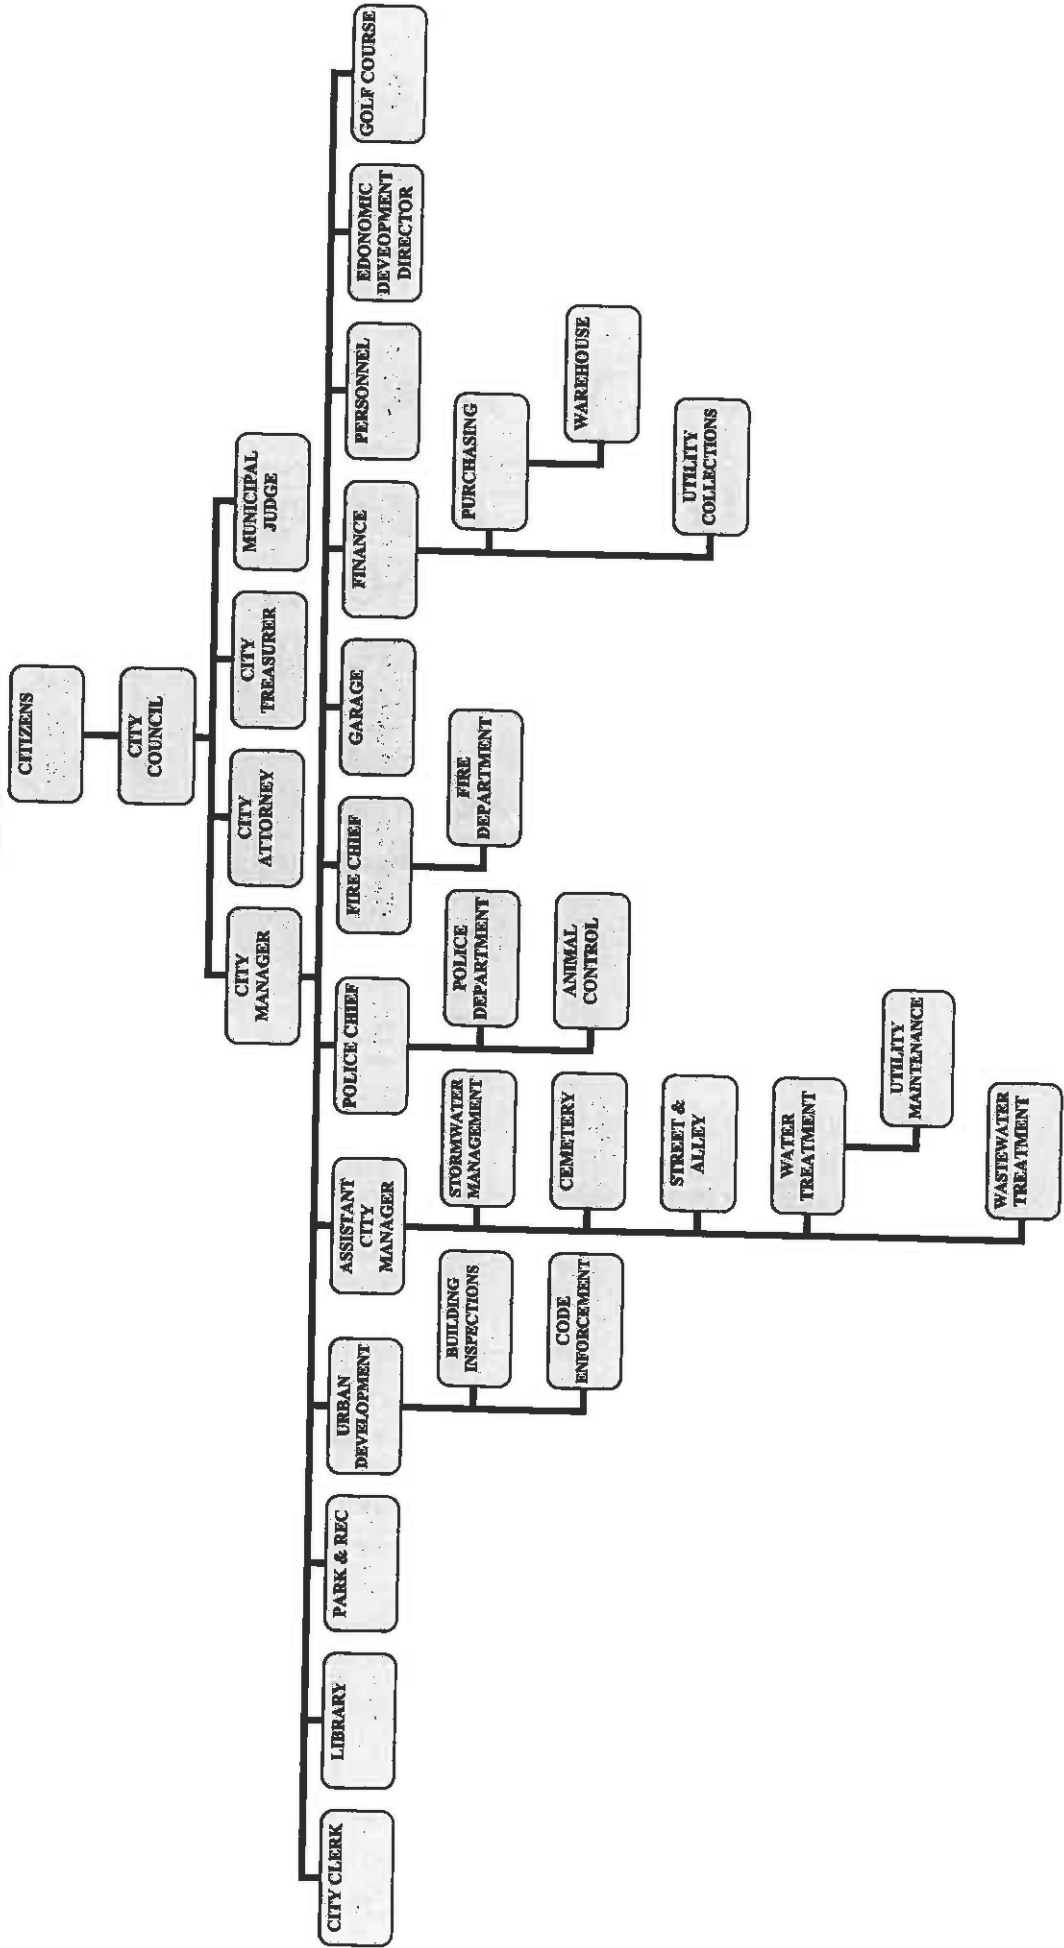 CITIZENS
CITY
COUNCIL
CITY
MANAGER
CITY
ATTORNEY
CITY
TREASURER
MUNICIPAL
JUDGE
CITY CLERK
LIBRARY
PARK & REC
URBAN
DEVELOPMENT
ASSISTANT
CITY
MANAGER
POLICE CHIEF
FIRE CHIEF
GARAGE
FINANCE
PERSONNEL
EDONOMIC
DEVEOPMENT
DIRECTOR
GOLF COURSE
BUILDING
INSPECTIONS
CODE
ENFORCEMENT
STORMWATER
MANAGEMENT
CEMETERY
STREET &
ALLEY
WATER
TREATMENT
UTILITY
MAINTENANCE
WASTEWATER
TREATMENT
POLICE
DEPARTMENT
ANIMAL
CONTROL
FIRE
DEPARTMENT
PURCHASING
WAREHOUSE
UTILITY
COLLECTIONS